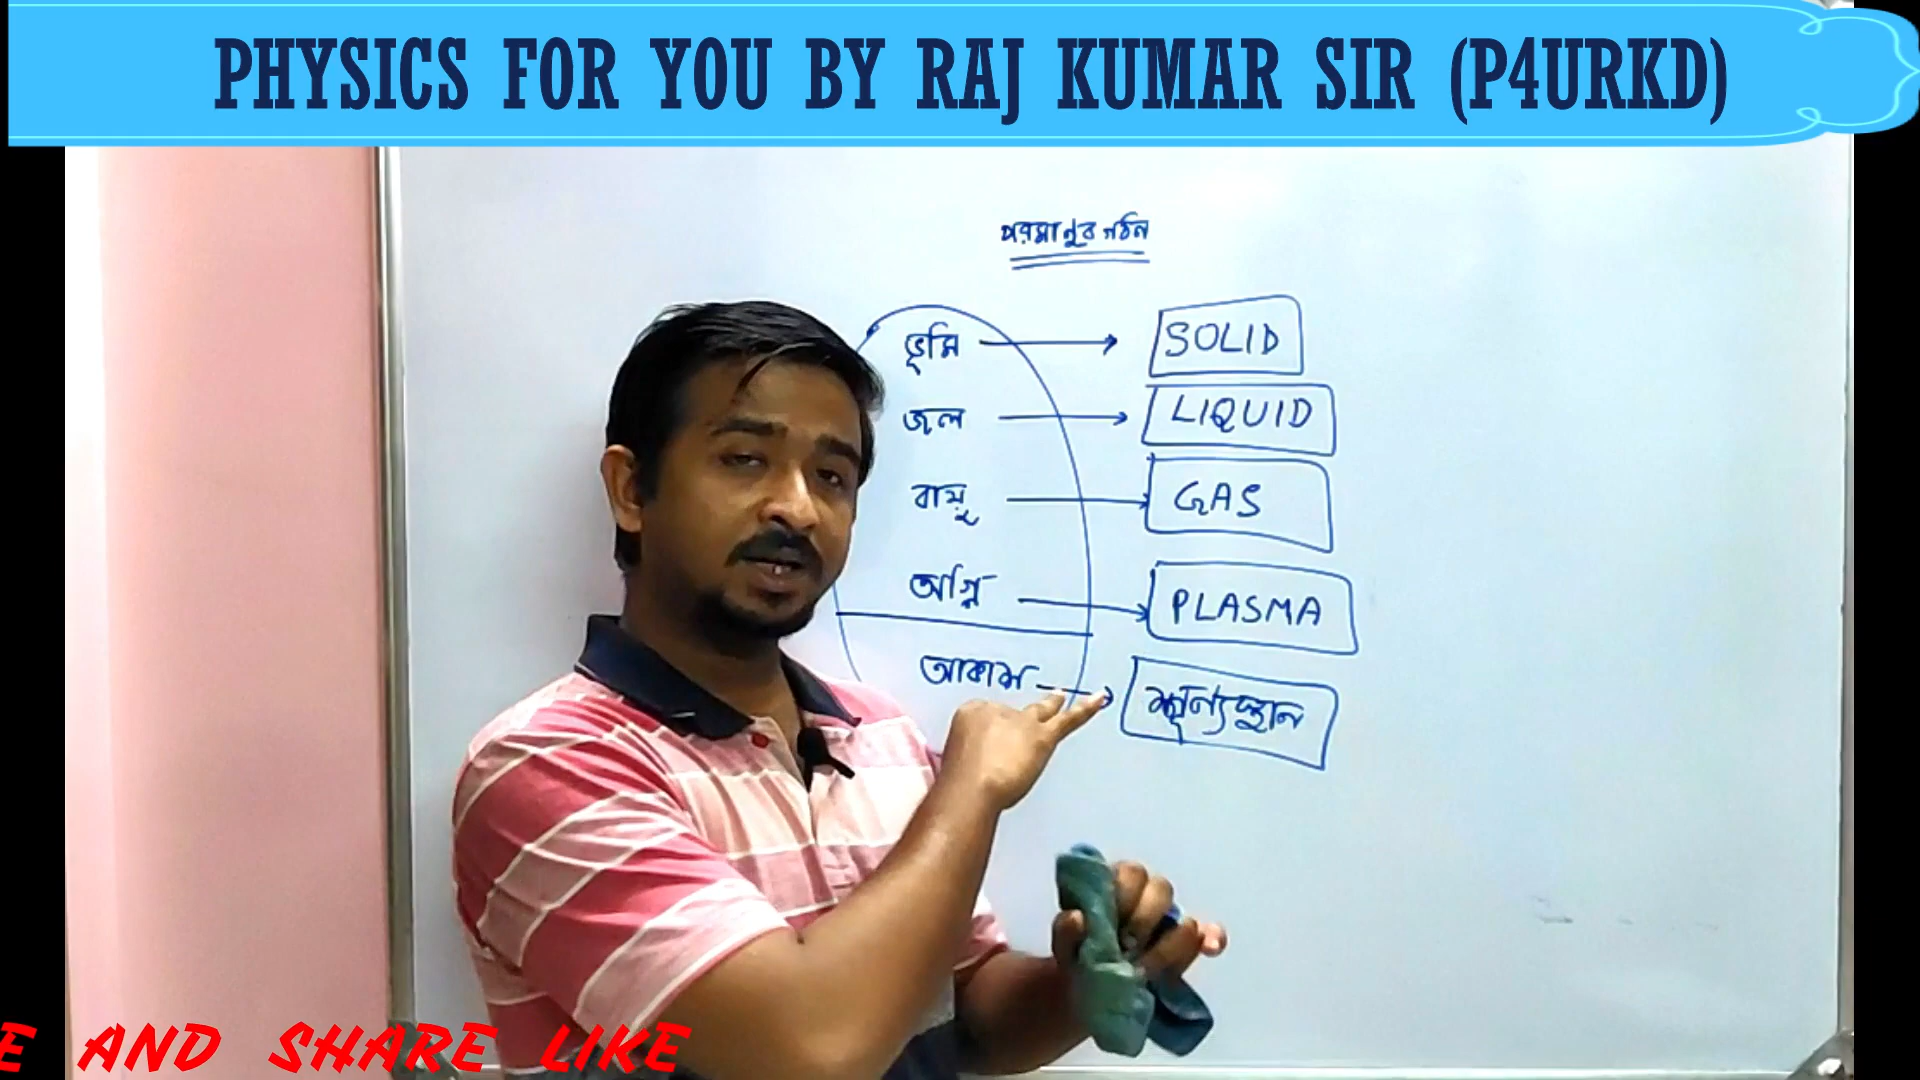 PHYSICS FOR YOU BY RAJ KUMAR SIR (P4URKD)
পরমানুর গঠন
ভূমি → SOLID
জল → LIQUID
বায়ু → GAS
অগ্নি → PLASMA
আকাশ → শূন্যস্থান
E AND SHARE LIKE